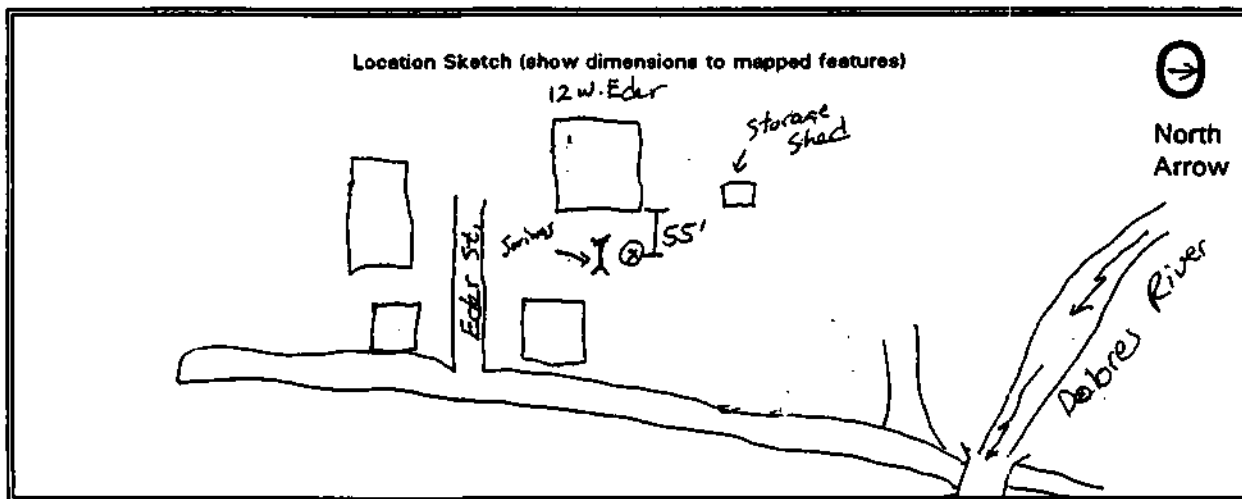 Location Sketch (show dimensions to mapped features)
12 W. Eder
Storage
Shed
North
Arrow
55'
Eder St.
Dolores River